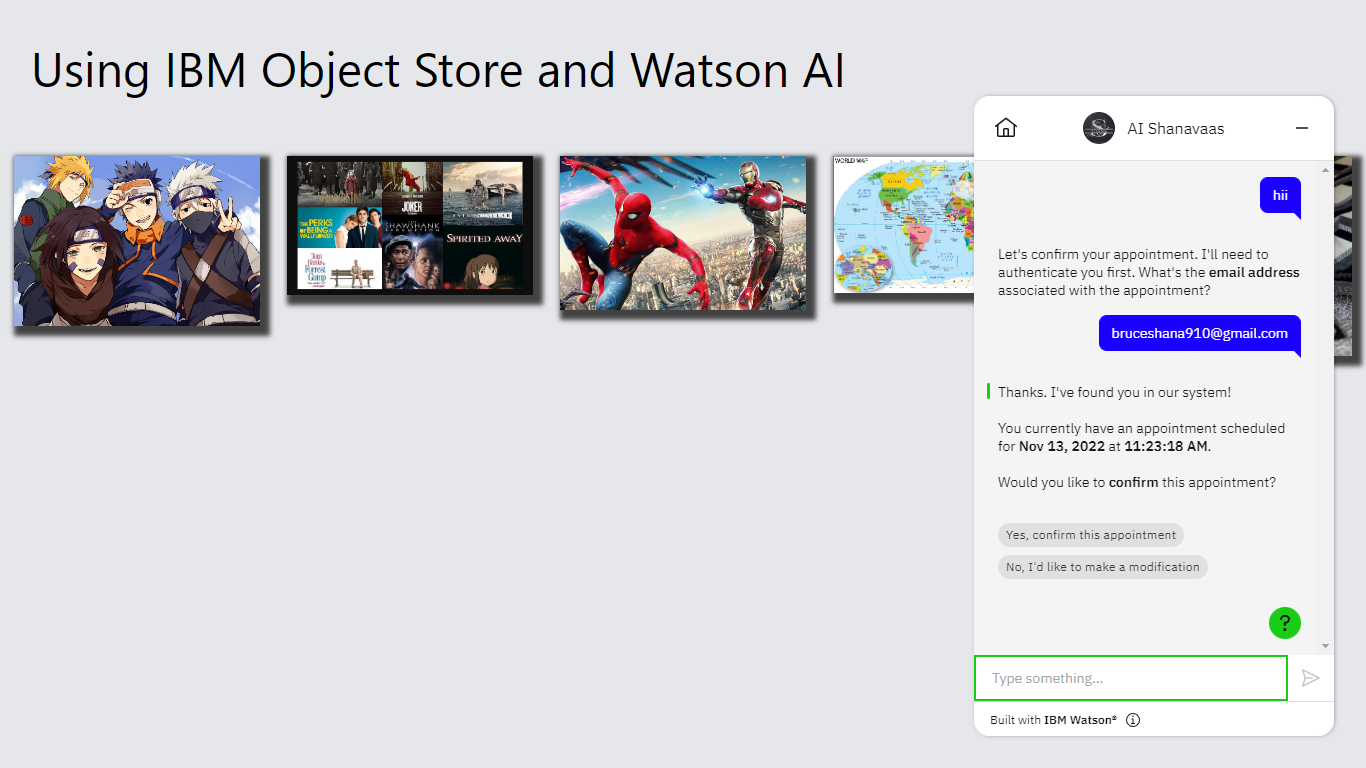 Using IBM Object Store and Watson AI
AI Shanavaas
JOKER
THE PERKS
OF BEING A
WALLFLOWER
SHAWSHANK
REDEMPTION
SPIRITED AWAY
Tom
Hanks
Forrest
Gump
WORLD MAP
hii
Let's confirm your appointment. I'll need to
authenticate you first. What's the email address
associated with the appointment?
bruceshana910@gmail.com
Thanks. I've found you in our system!
You currently have an appointment scheduled
for Nov 13, 2022 at 11:23:18 AM.
Would you like to confirm this appointment?
Yes, confirm this appointment
No, I'd like to make a modification
?
Type something...
Built with IBM Watson®